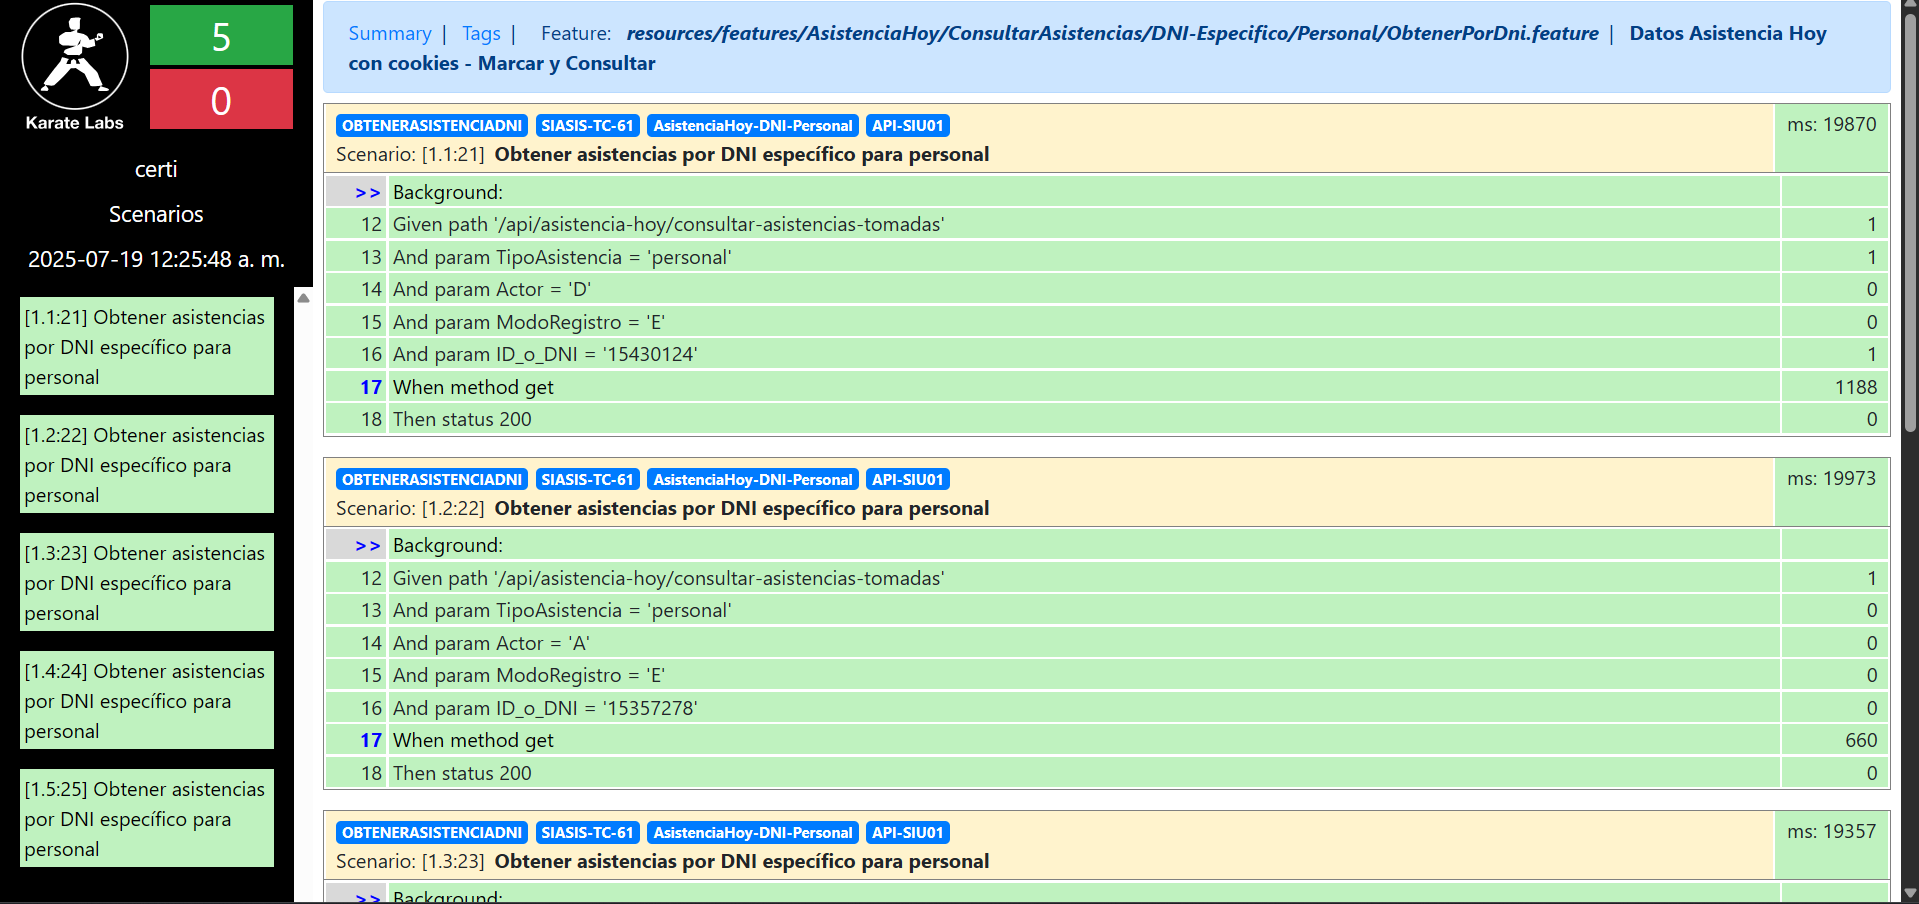 Karate Labs
5
0
certi
Scenarios
2025-07-19 12:25:48 a. m.
[1.1:21] Obtener asistencias
por DNI específico para
personal
[1.2:22] Obtener asistencias
por DNI específico para
personal
[1.3:23] Obtener asistencias
por DNI específico para
personal
[1.4:24] Obtener asistencias
por DNI específico para
personal
[1.5:25] Obtener asistencias
por DNI específico para
personal
Summary | Tags | Feature: resources/features/AsistenciaHoy/ConsultarAsistencias/DNI-Especifico/Personal/ObtenerPorDni.feature | Datos Asistencia Hoy
con cookies - Marcar y Consultar
OBTENERASISTENCIADNI SIASIS-TC-61 AsistenciaHoy-DNI-Personal API-SIU01 ms: 19870
Scenario: [1.1:21] Obtener asistencias por DNI específico para personal
>> Background:
12 Given path '/api/asistencia-hoy/consultar-asistencias-tomadas' 1
13 And param TipoAsistencia = 'personal' 1
14 And param Actor = 'D' 0
15 And param ModoRegistro = 'E' 0
16 And param ID_o_DNI = '15430124' 1
17 When method get 1188
18 Then status 200 0
OBTENERASISTENCIADNI SIASIS-TC-61 AsistenciaHoy-DNI-Personal API-SIU01 ms: 19973
Scenario: [1.2:22] Obtener asistencias por DNI específico para personal
>> Background:
12 Given path '/api/asistencia-hoy/consultar-asistencias-tomadas' 1
13 And param TipoAsistencia = 'personal' 0
14 And param Actor = 'A' 0
15 And param ModoRegistro = 'E' 0
16 And param ID_o_DNI = '15357278' 0
17 When method get 660
18 Then status 200 0
OBTENERASISTENCIADNI SIASIS-TC-61 AsistenciaHoy-DNI-Personal API-SIU01 ms: 19357
Scenario: [1.3:23] Obtener asistencias por DNI específico para personal
>> Background: